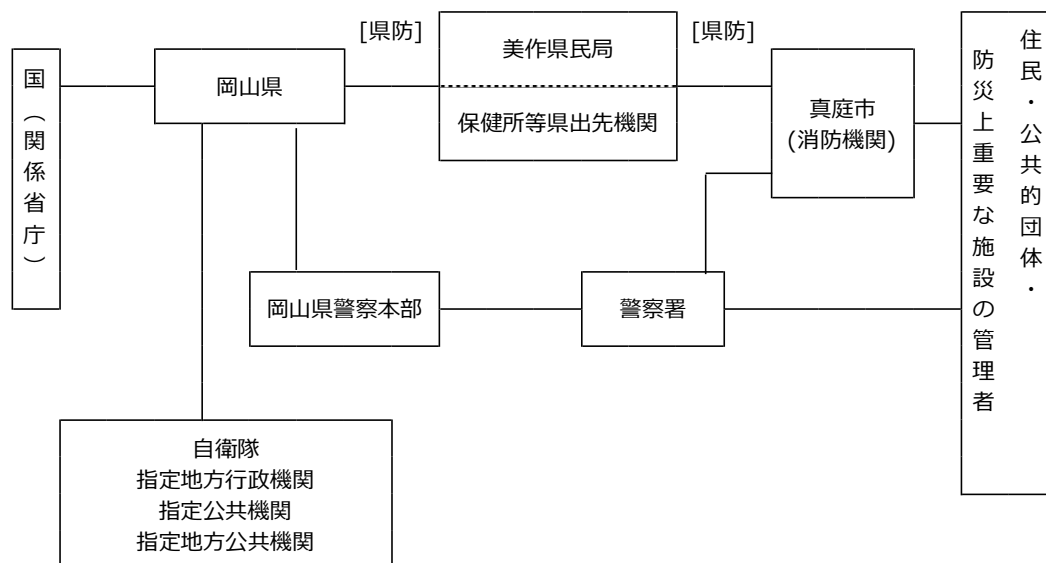 [県防]
[県防]
国（関係省庁）
岡山県
美作県民局
保健所等県出先機関
真庭市
(消防機関)
住民・公共的団体・
防災上重要な施設の管理者
岡山県警察本部
警察署
自衛隊
指定地方行政機関
指定公共機関
指定地方公共機関